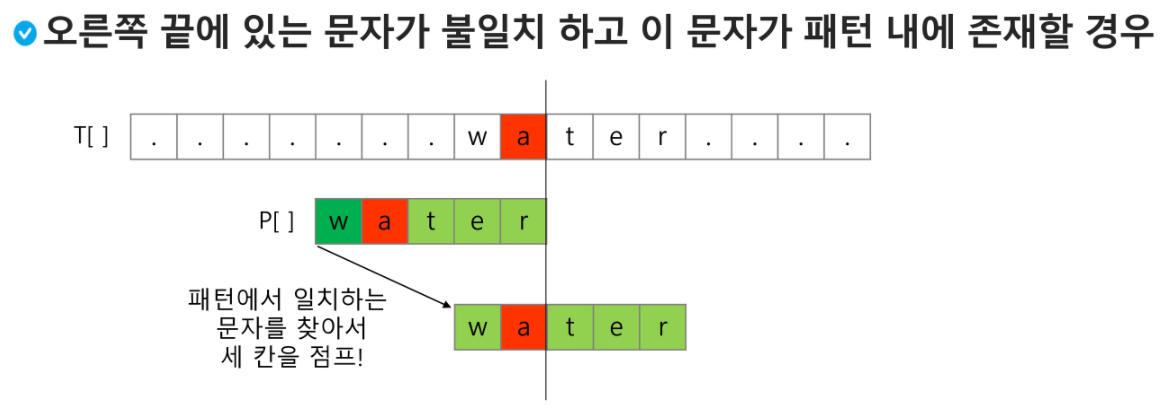 오른쪽 끝에 있는 문자가 불일치 하고 이 문자가 패턴 내에 존재할 경우
T[ ] . . . . . . . w a t e r . . . .
P[ ] w a t e r
패턴에서 일치하는
문자를 찾아서
세 칸을 점프!
w a t e r